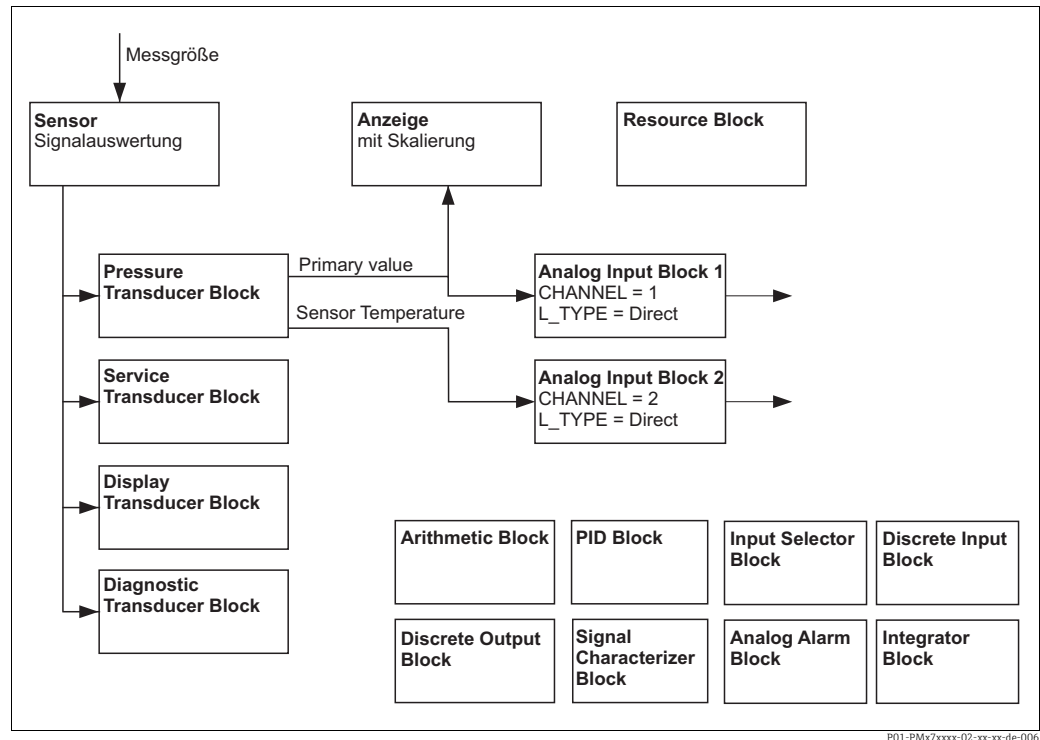 Messgröße
Sensor
Signalauswertung
Anzeige
mit Skalierung
Resource Block
Pressure
Transducer Block
Primary value
Sensor Temperature
Analog Input Block 1
CHANNEL = 1
L_TYPE = Direct
Service
Transducer Block
Analog Input Block 2
CHANNEL = 2
L_TYPE = Direct
Display
Transducer Block
Diagnostic
Transducer Block
Arithmetic Block
PID Block
Input Selector
Block
Discrete Input
Block
Discrete Output
Block
Signal
Characterizer
Block
Analog Alarm
Block
Integrator
Block
P01-PMx7xxxx-02-xx-xx-de-006